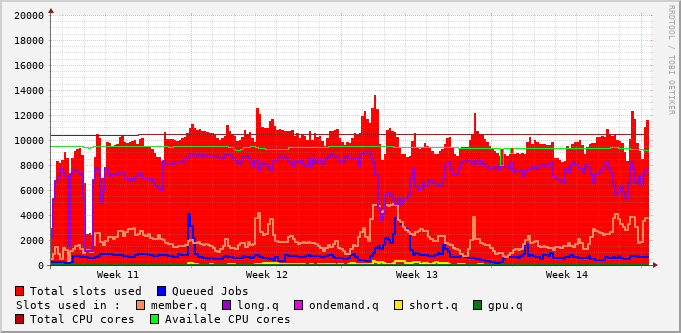 20000
18000
16000
14000
12000
10000
8000
6000
4000
2000
0
Week 11 Week 12 Week 13 Week 14
Total slots used Queued Jobs
Slots used in : member.q long.q ondemand.q short.q gpu.q
Total CPU cores Availale CPU cores
RRDTOOL / TOBI OETIKER